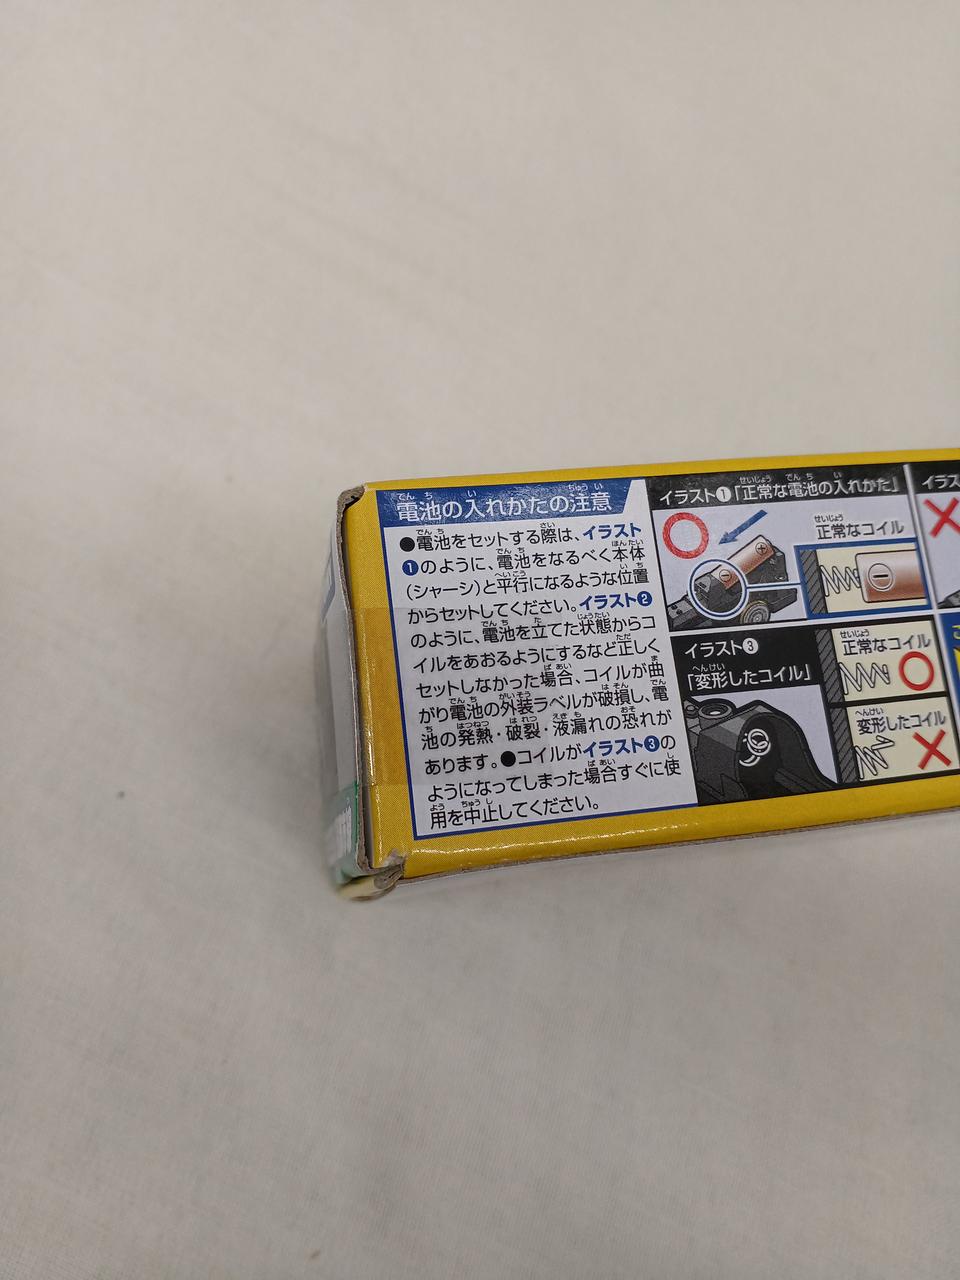 電池の入れかたの注意
●電池をセットする際は、イラスト
❶のように、電池をなるべく本体
(シャーシ)と平行になるような位置
からセットしてください。イラスト❷
のように、電池を立てた状態からコ
イルをあおるようにするなど正しく
セットしなかった場合、コイルが曲
がり電池の外装ラベルが破損し、電
池の発熱・破裂・液漏れの恐れが
あります。●コイルがイラスト❸の
ようになってしまった場合すぐに使
用を中止してください。
イラスト❶「正常な電池の入れかた」
正常なコイル
イラスト❸
「変形したコイル」
正常なコイル
変形したコイル
イラス